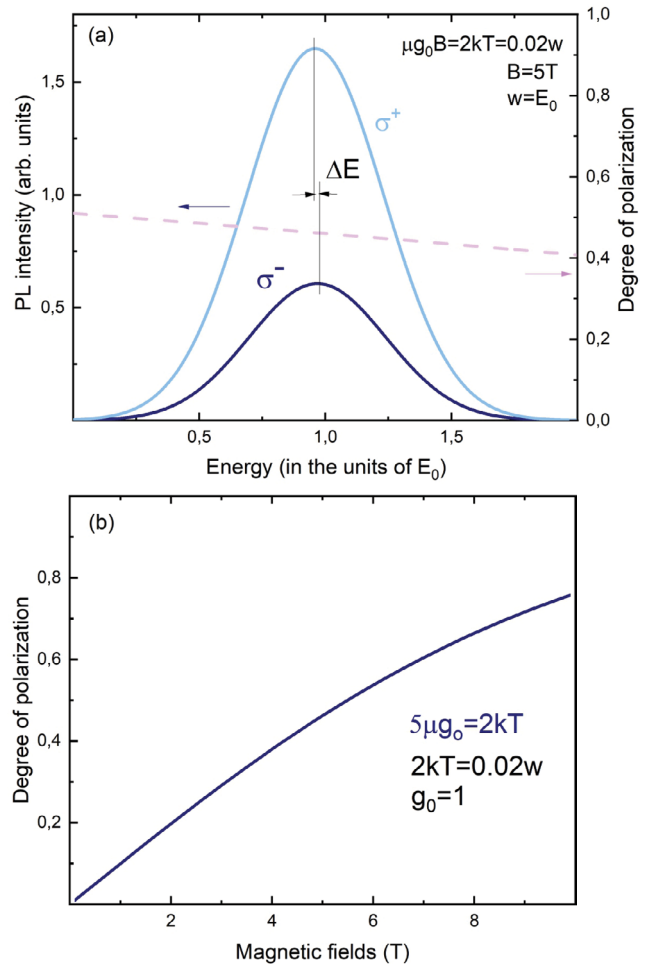 (a)
μg₀B=2kT=0.02w
B=5T
w=E₀
σ⁺
ΔE
σ⁻
PL intensity (arb. units)
1,5
1,0
0,5
Degree of polarization
1,0
0,8
0,6
0,4
0,2
0,0
0,5 1,0 1,5
Energy (in the units of E₀)
(b)
Degree of polarization
0,8
0,6
0,4
0,2
5μgₒ=2kT
2kT=0.02w
g₀=1
2 4 6 8
Magnetic fields (T)